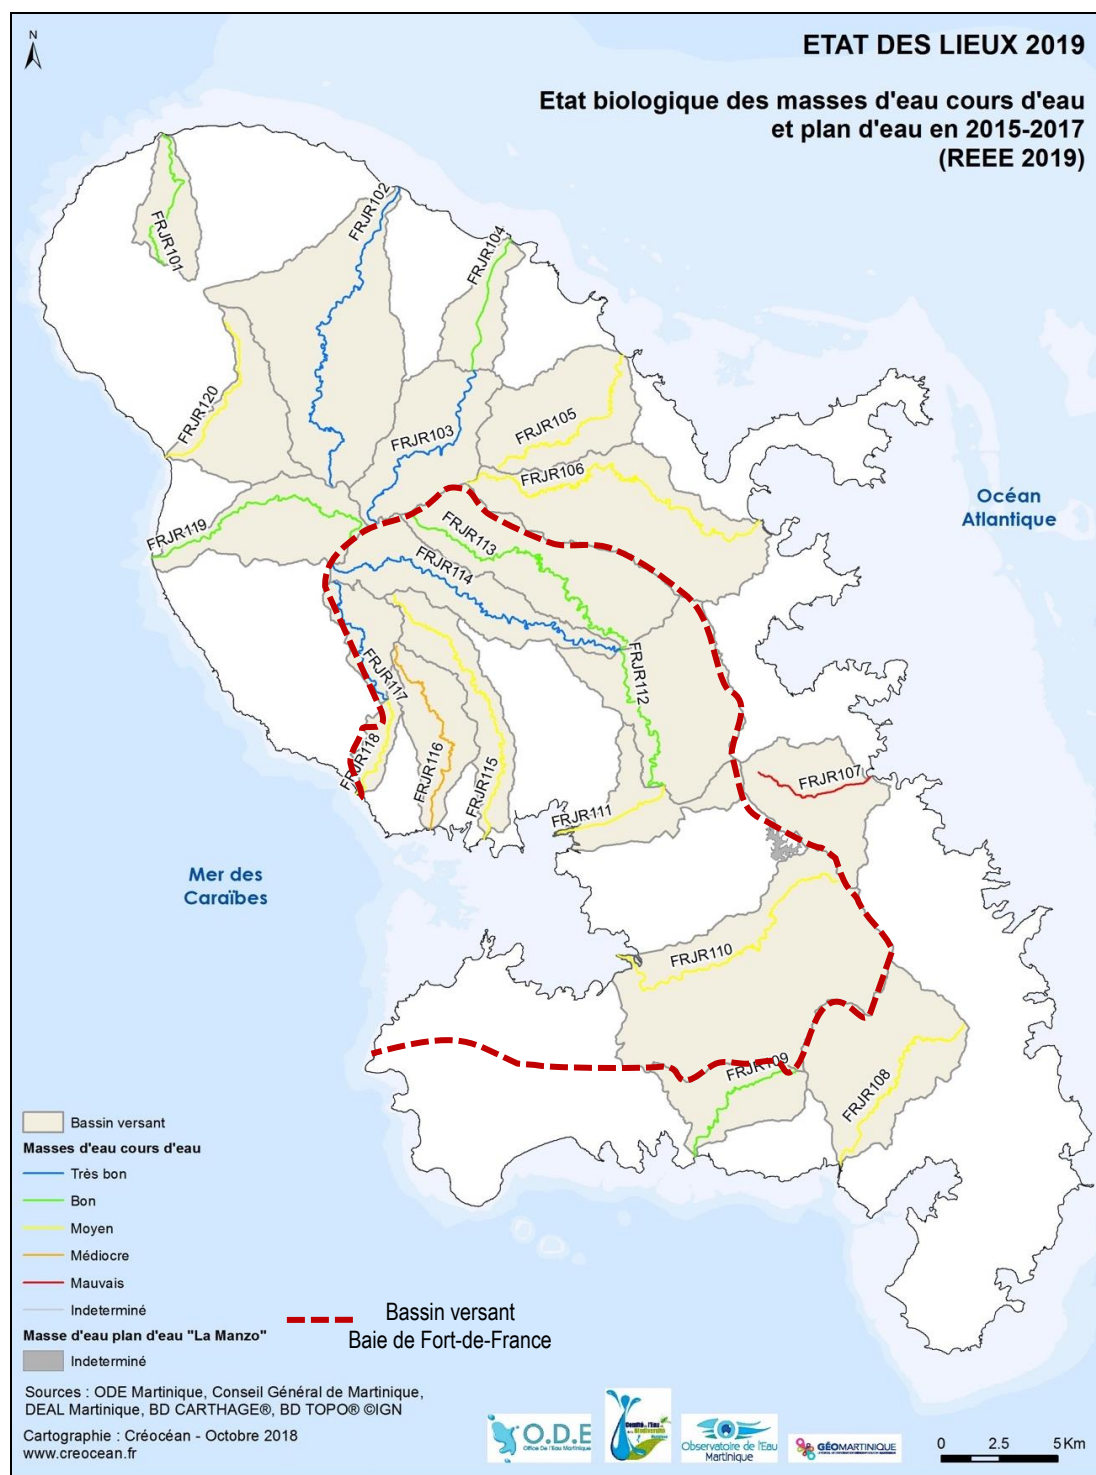 N
ETAT DES LIEUX 2019
Etat biologique des masses d'eau cours d'eau
et plan d'eau en 2015-2017
(REEE 2019)
FRJR101
FRJR102
FRJR104
FRJR120
FRJR103
FRJR105
FRJR106
FRJR119
FRJR113
FRJR114
FRJR117
FRJR112
FRJR118
FRJR116
FRJR115
FRJR111
FRJR107
FRJR110
FRJR109
FRJR108
Océan
Atlantique
Mer des
Caraïbes
Bassin versant
Masses d'eau cours d'eau
Très bon
Bon
Moyen
Médiocre
Mauvais
Indeterminé
Masse d'eau plan d'eau "La Manzo"
Indeterminé
Bassin versant
Baie de Fort-de-France
Sources : ODE Martinique, Conseil Général de Martinique,
DEAL Martinique, BD CARTHAGE®, BD TOPO® ©IGN
Cartographie : Créocéan - Octobre 2018
www.creocean.fr
O.D.E
Office De l'Eau Martinique
Observatoire de l'Eau
Martinique
GÉOMARTINIQUE
0 2.5 5 Km